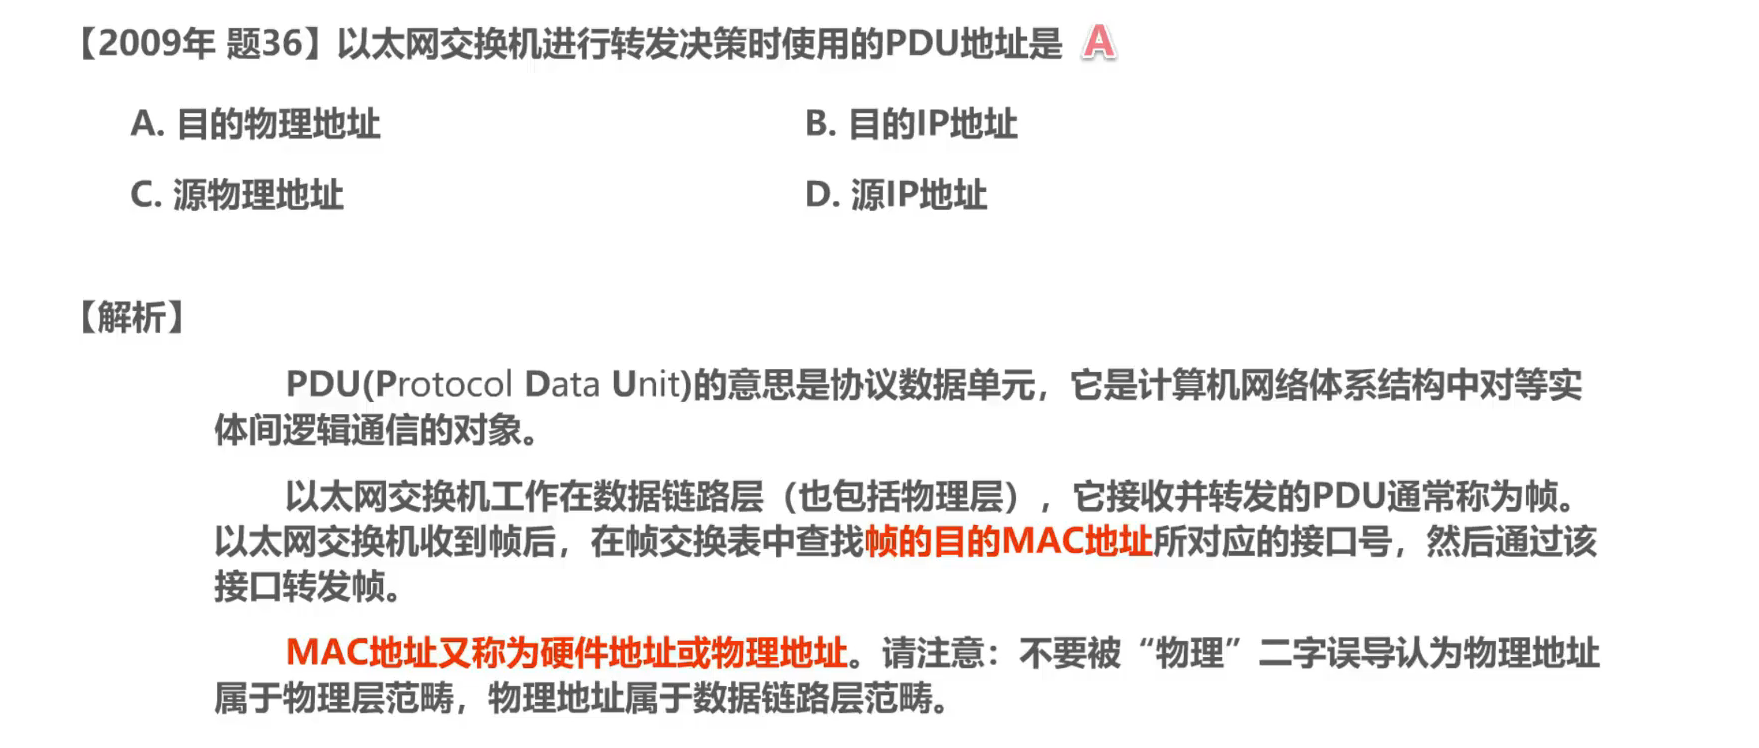 【2009年 题36】以太网交换机进行转发决策时使用的PDU地址是 A
A. 目的物理地址
B. 目的IP地址
C. 源物理地址
D. 源IP地址
【解析】
PDU(Protocol Data Unit)的意思是协议数据单元，它是计算机网络体系结构中对等实
体间逻辑通信的对象。
以太网交换机工作在数据链路层（也包括物理层），它接收并转发的PDU通常称为帧。
以太网交换机收到帧后，在帧交换表中查找帧的目的MAC地址所对应的接口号，然后通过该
接口转发帧。
MAC地址又称为硬件地址或物理地址。请注意：不要被“物理”二字误导认为物理地址
属于物理层范畴，物理地址属于数据链路层范畴。